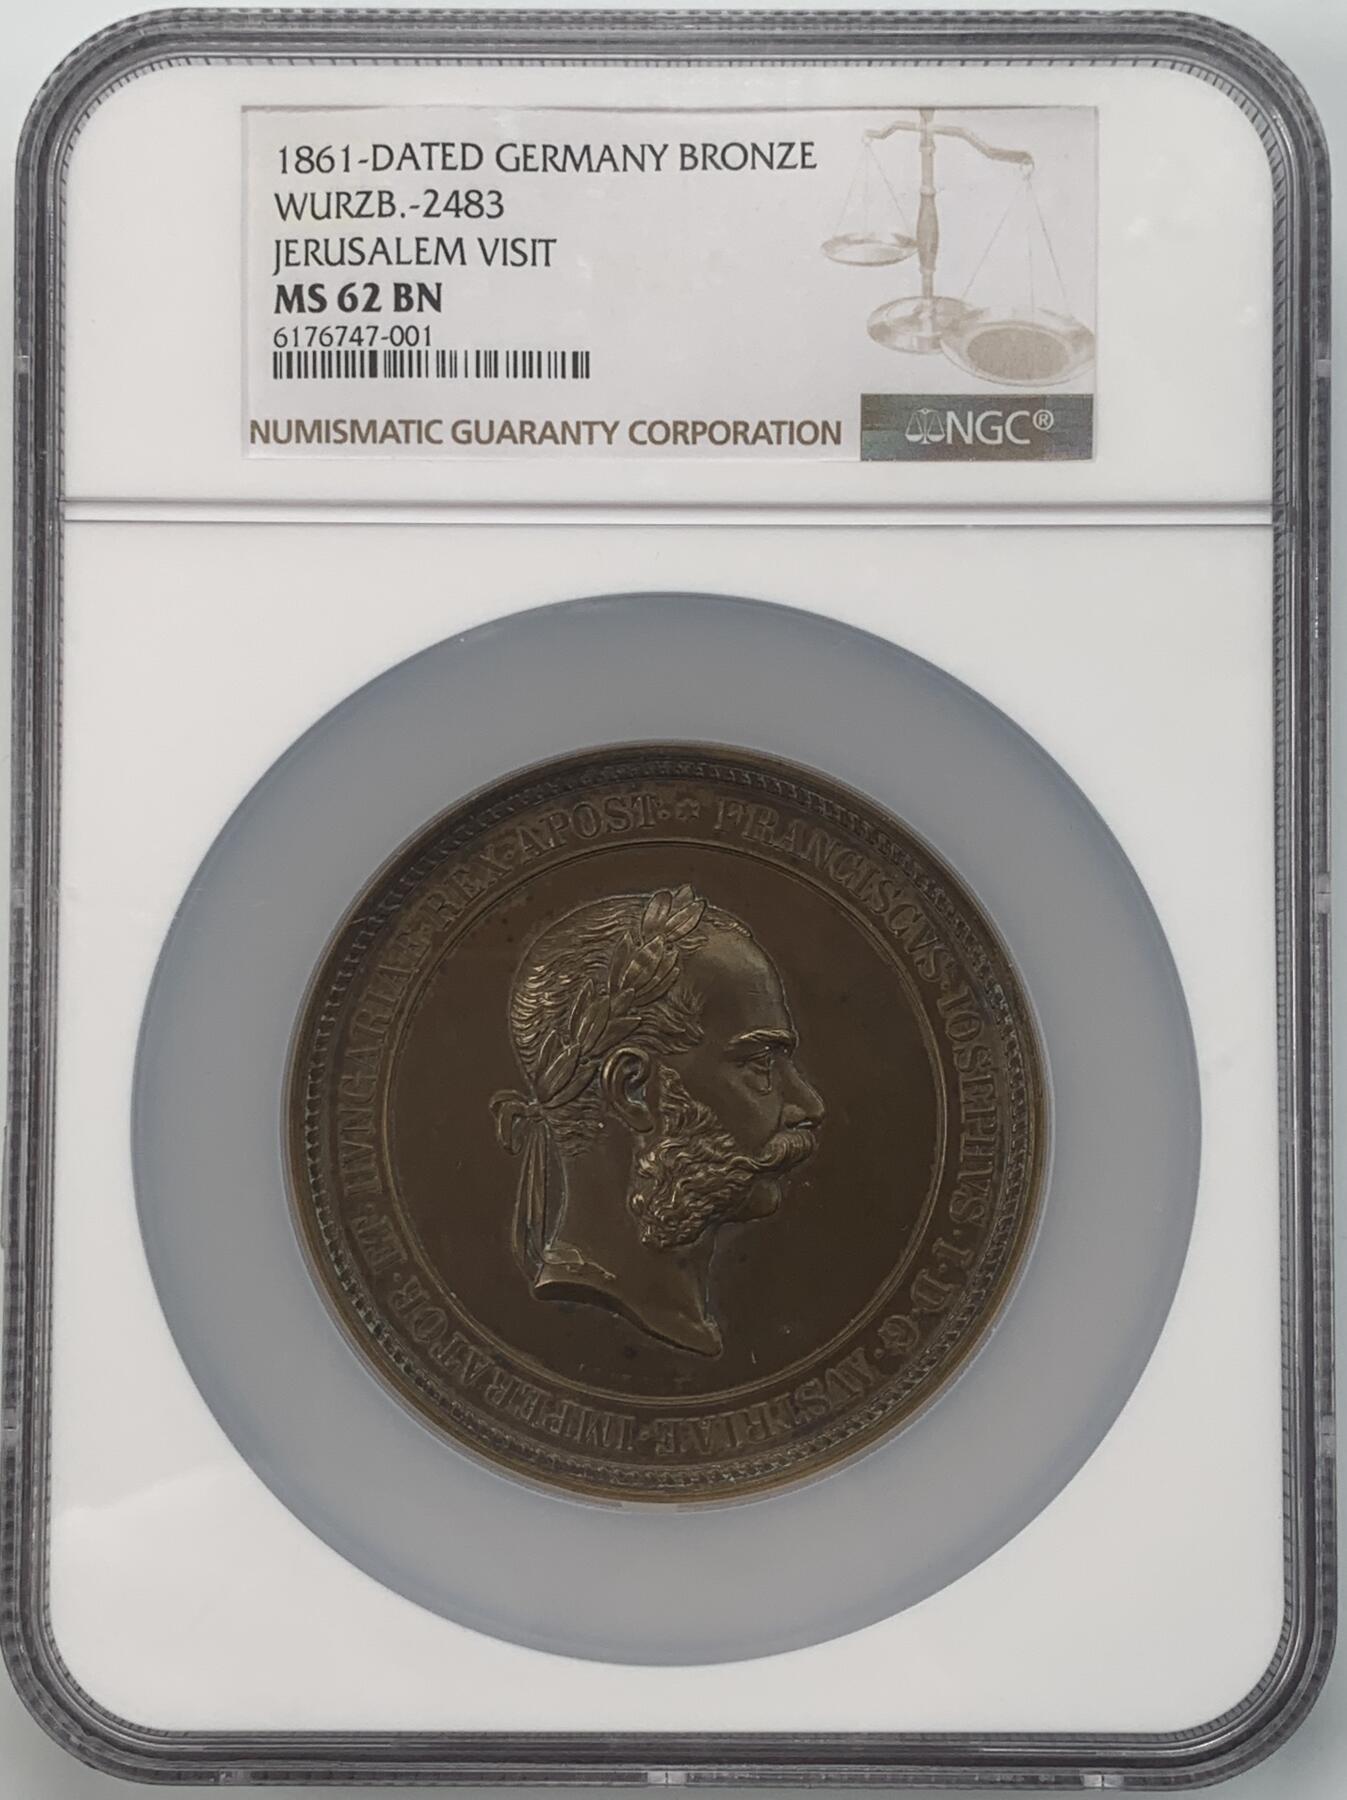 1861-DATED GERMANY BRONZE
WURZB.-2483
JERUSALEM VISIT
MS 62 BN
6176747-001
NUMISMATIC GUARANTY CORPORATION
NGC®
FRANCISCVS·IOSEPHVS·I·D·G·AVSTRIAE·IMPERATOR·ET·HVNGARIAE·REX·APOST·